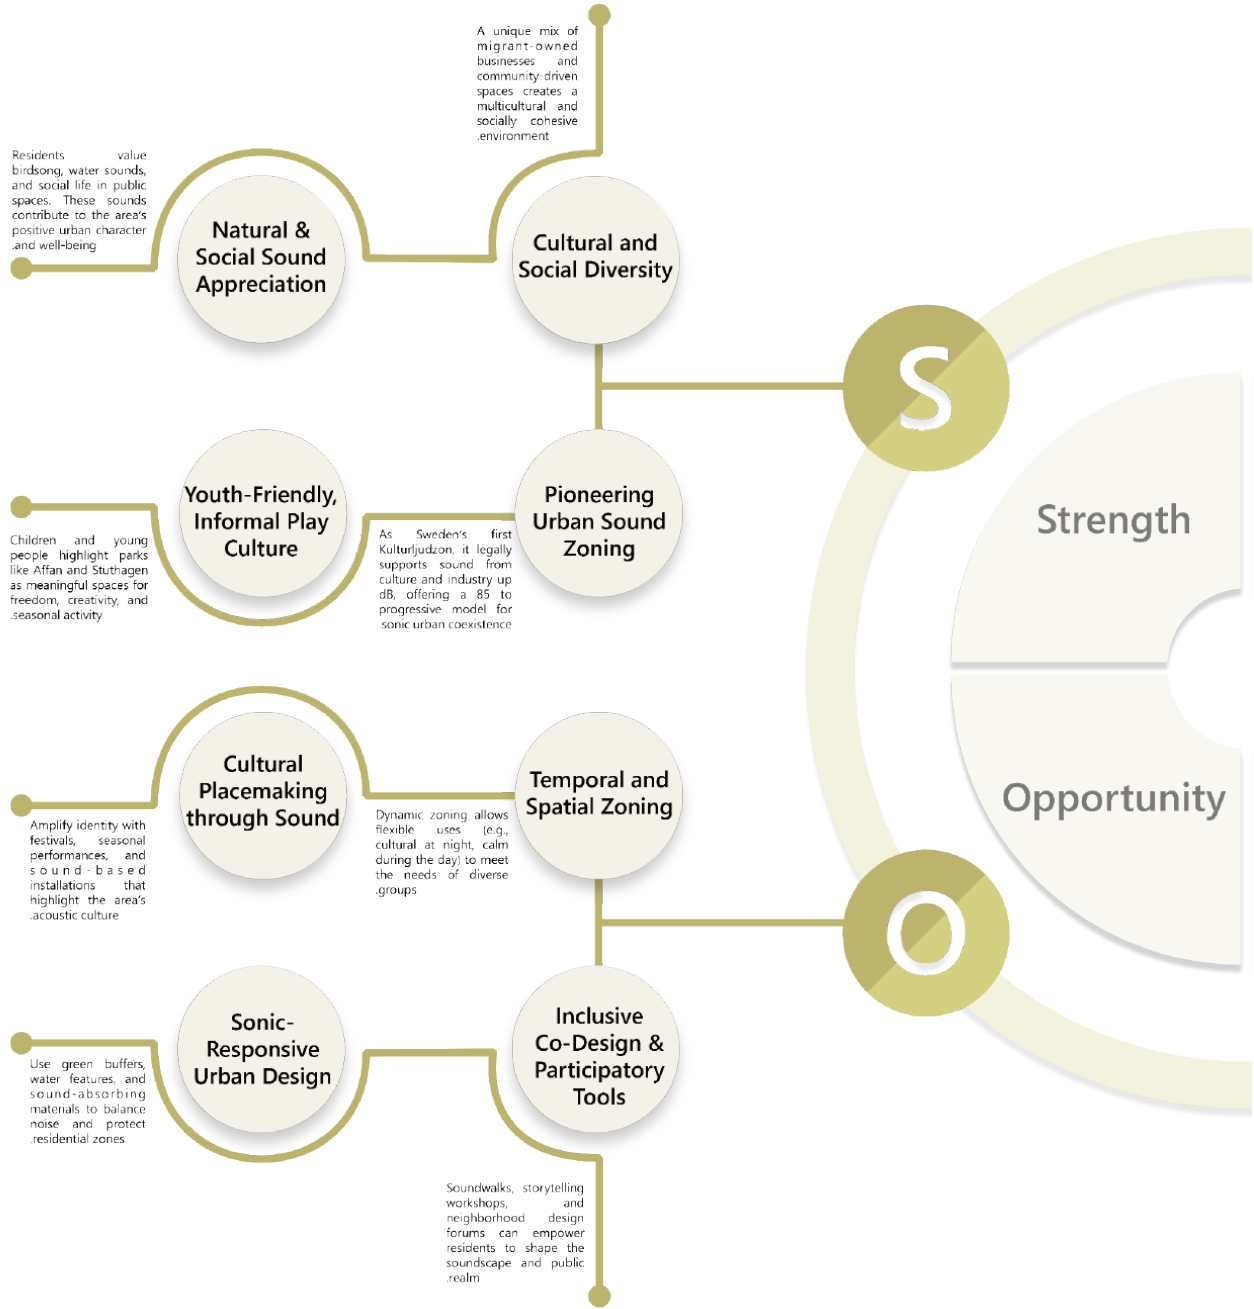 A unique mix of
migrant-owned
businesses and
community-driven
spaces creates a
multicultural and
socially cohesive
.environment
Residents value
birdsong, water sounds,
and social life in public
spaces. These sounds
contribute to the area's
positive urban character
.and well-being
Natural &
Social Sound
Appreciation
Cultural and
Social Diversity
S
Strength
Youth-Friendly,
Informal Play
Culture
Pioneering
Urban Sound
Zoning
Children and young
people highlight parks
like Affan and Stuthagen
as meaningful spaces for
freedom, creativity, and
.seasonal activity
As Sweden's first
Kulturljudzon, it legally
supports sound from
culture and industry up
dB, offering a 85 to
progressive model for
.sonic urban coexistence
Cultural
Placemaking
through Sound
Temporal and
Spatial Zoning
Opportunity
O
Amplify identity with
festivals, seasonal
performances, and
sound-based
installations that
highlight the area's
.acoustic culture
Dynamic zoning allows
flexible uses (e.g.,
cultural at night, calm
during the day) to meet
the needs of diverse
.groups
Sonic-
Responsive
Urban Design
Inclusive
Co-Design &
Participatory
Tools
Use green buffers,
water features, and
sound-absorbing
materials to balance
noise and protect
.residential zones
Soundwalks, storytelling
workshops, and
neighborhood design
forums can empower
residents to shape the
soundscape and public
.realm